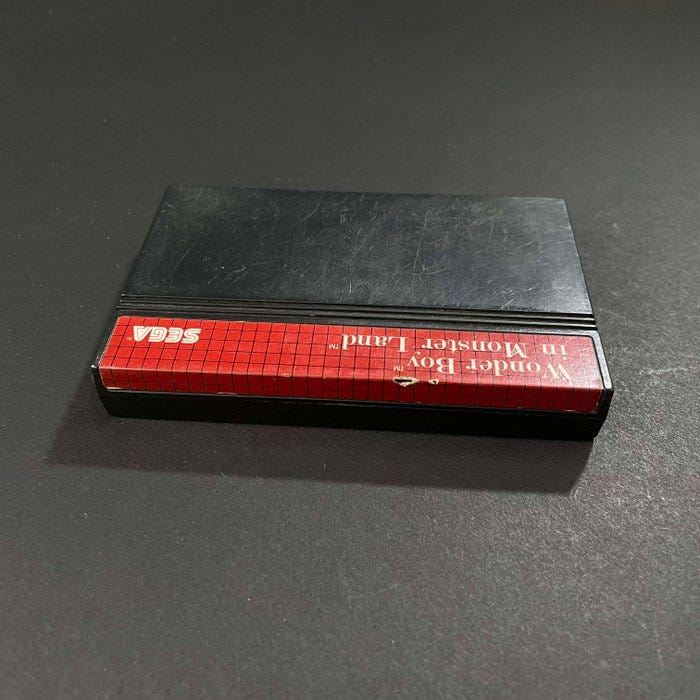 Wonder Boy™
in Monster Land™
SEGA